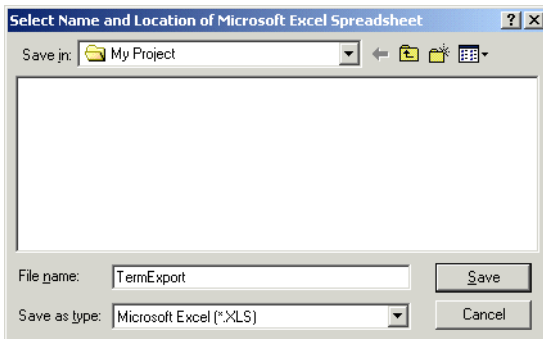 Select Name and Location of Microsoft Excel Spreadsheet
Save in: My Project
File name: TermExport Save
Save as type: Microsoft Excel (*.XLS) Cancel